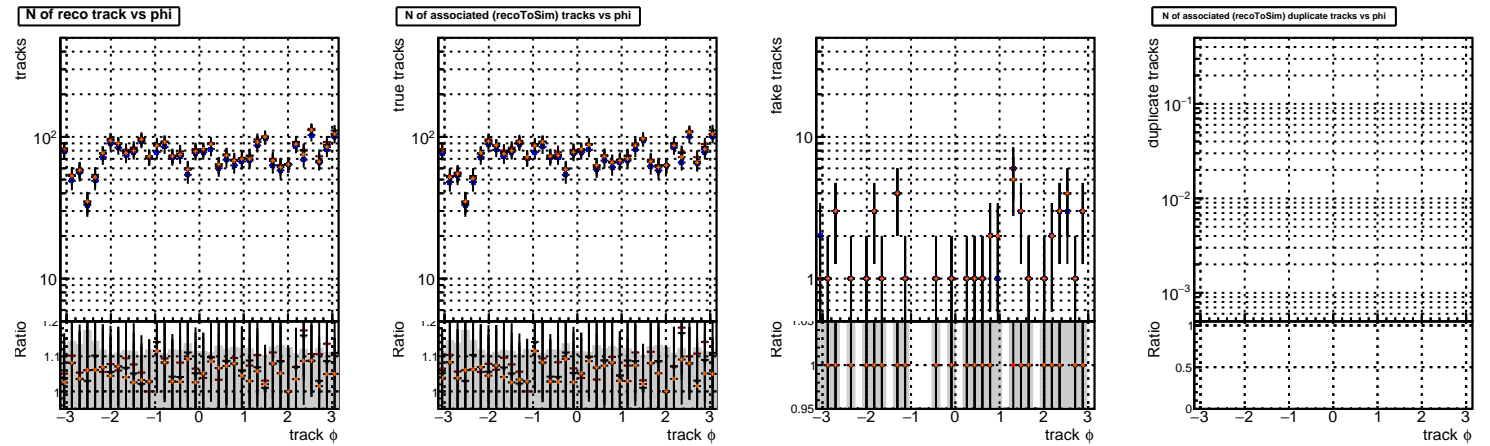 N of reco track vs phi
tracks
10²
10
Ratio
1.2
1.1
1
−3 −2 −1 0 1 2 3
track ϕ
N of associated (recoToSim) tracks vs phi
true tracks
10²
10
Ratio
1.2
1.1
1
−3 −2 −1 0 1 2 3
track ϕ
fake tracks
10
1
Ratio
1.05
1
0.95
−3 −2 −1 0 1 2 3
track ϕ
N of associated (recoToSim) duplicate tracks vs phi
duplicate tracks
10⁻¹
10⁻²
10⁻³
Ratio
1
0.5
0
−3 −2 −1 0 1 2 3
track ϕ